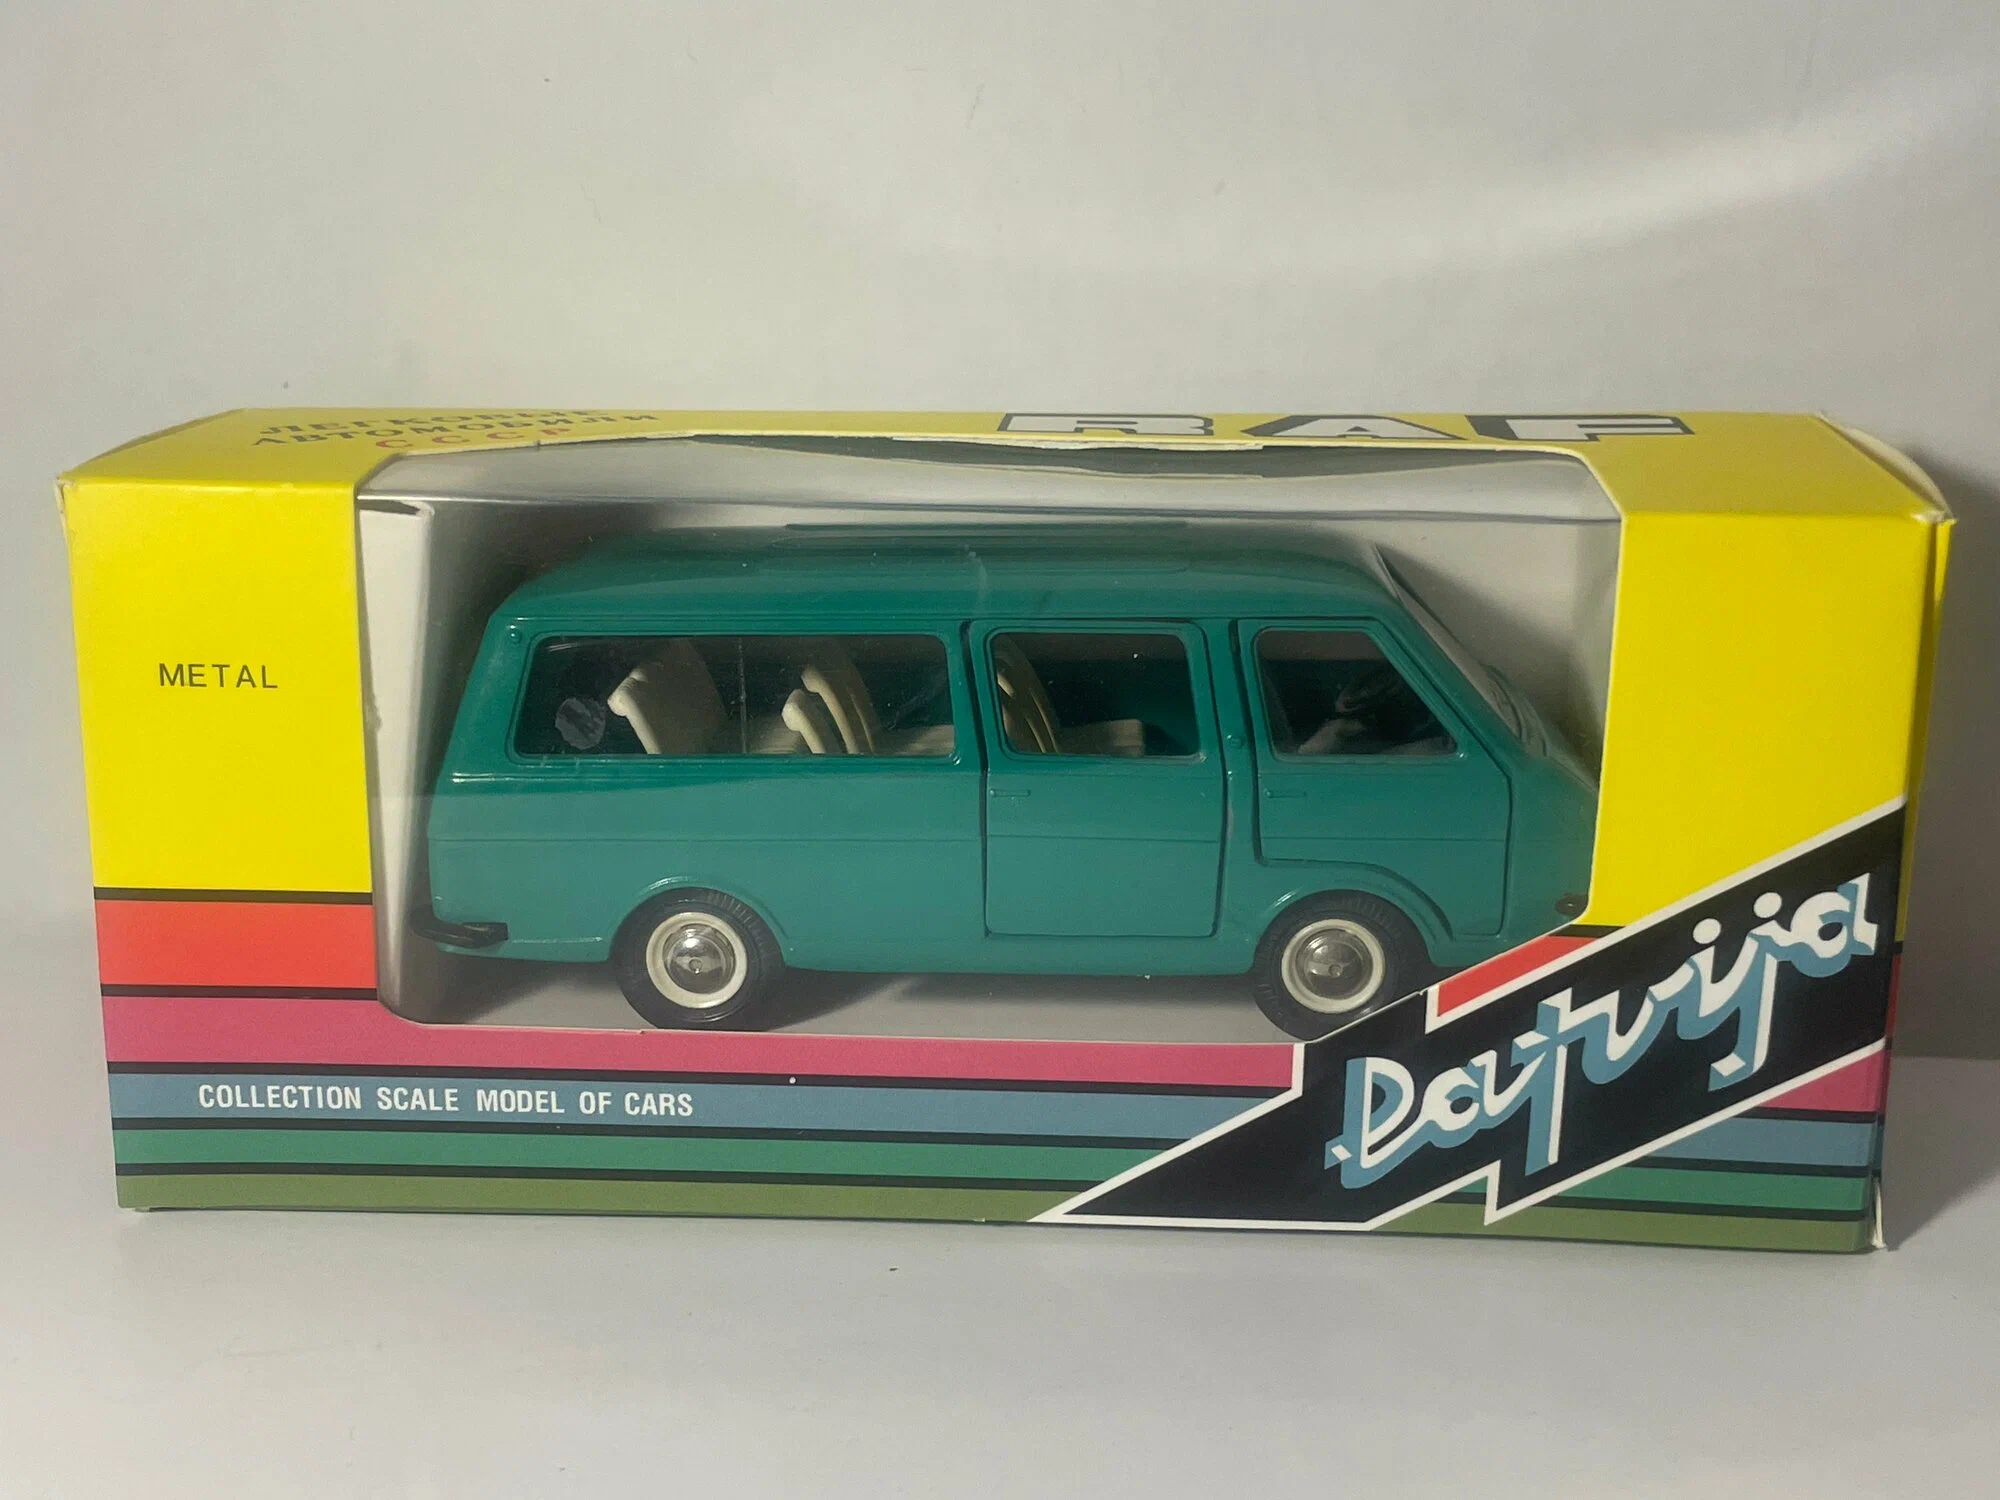 ЛЕГКОВЫЕ
АВТОМОБИЛИ
СССР
RAF
METAL
COLLECTION SCALE MODEL OF CARS
Latvija